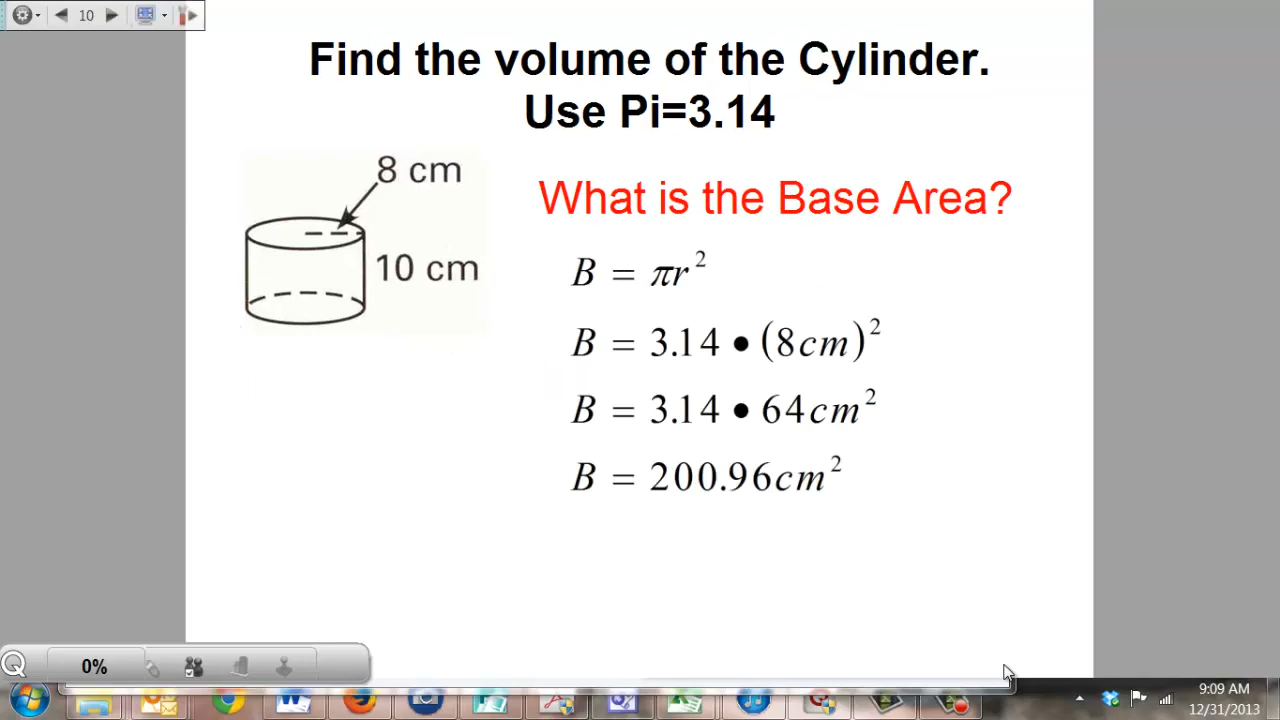 10
Find the volume of the Cylinder.
Use Pi=3.14
8 cm
10 cm
What is the Base Area?
B = πr²
B = 3.14 • (8cm)²
B = 3.14 • 64cm²
B = 200.96cm²
0%
9:09 AM
12/31/2013